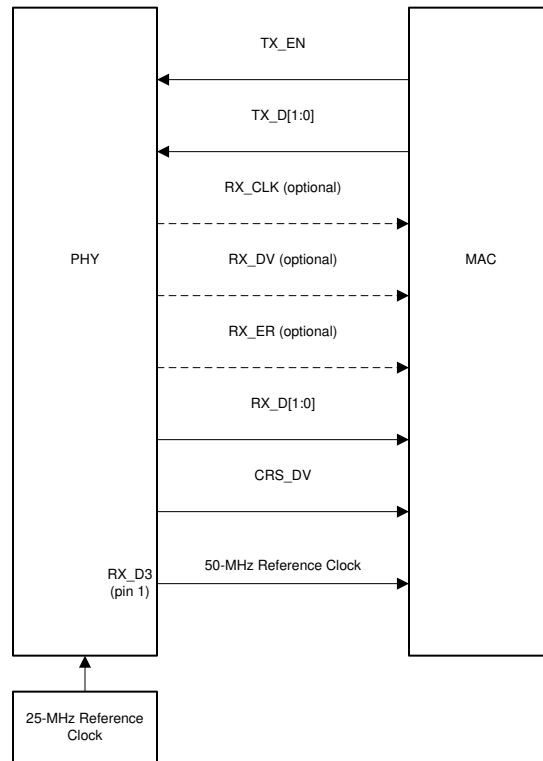 TX_EN
TX_D[1:0]
RX_CLK (optional)
PHY
RX_DV (optional)
MAC
RX_ER (optional)
RX_D[1:0]
CRS_DV
RX_D3
(pin 1)
50-MHz Reference Clock
25-MHz Reference
Clock